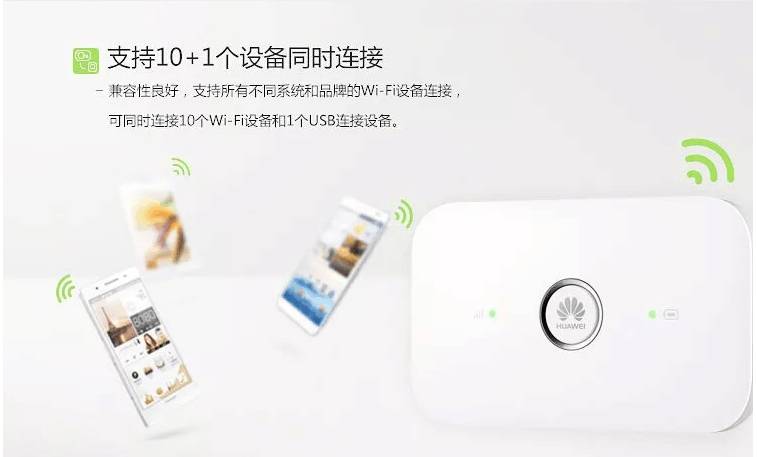 支持10+1个设备同时连接
– 兼容性良好，支持所有不同系统和品牌的Wi-Fi设备连接，
可同时连接10个Wi-Fi设备和1个USB连接设备。
HUAWEI